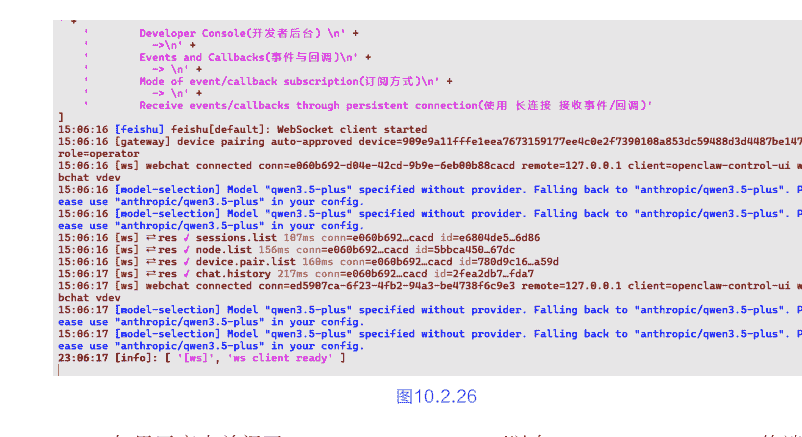 ' +
' Developer Console(开发者后台) \n' +
' ->\n' +
' Events and Callbacks(事件与回调)\n' +
' -> \n' +
' Mode of event/callback subscription(订阅方式)\n' +
' -> \n' +
' Receive events/callbacks through persistent connection(使用 长连接 接收事件/回调)'
]
15:06:16 [feishu] feishu[default]: WebSocket client started
15:06:16 [gateway] device pairing auto-approved device=909e9a11fffe1eea7673159177ee4c0e2f7390108a853dc59488d3d4487be147
role=operator
15:06:16 [ws] webchat connected conn=e060b692-d04e-42cd-9b9e-6eb00b88cacd remote=127.0.0.1 client=openclaw-control-ui w
bchat vdev
15:06:16 [model-selection] Model "qwen3.5-plus" specified without provider. Falling back to "anthropic/qwen3.5-plus". P
ease use "anthropic/qwen3.5-plus" in your config.
15:06:16 [model-selection] Model "qwen3.5-plus" specified without provider. Falling back to "anthropic/qwen3.5-plus". P
ease use "anthropic/qwen3.5-plus" in your config.
15:06:16 [ws] ⇄ res ✓ sessions.list 107ms conn=e060b692…cacd id=e6804de5…6d86
15:06:16 [ws] ⇄ res ✓ node.list 156ms conn=e060b692…cacd id=5bbca450…67dc
15:06:16 [ws] ⇄ res ✓ device.pair.list 160ms conn=e060b692…cacd id=780d9c16…a59d
15:06:17 [ws] ⇄ res ✓ chat.history 217ms conn=e060b692…cacd id=2fea2db7…fda7
15:06:17 [ws] webchat connected conn=ed5907ca-6f23-4fb2-94a3-be4738f6c9e3 remote=127.0.0.1 client=openclaw-control-ui w
bchat vdev
15:06:17 [model-selection] Model "qwen3.5-plus" specified without provider. Falling back to "anthropic/qwen3.5-plus". P
ease use "anthropic/qwen3.5-plus" in your config.
15:06:17 [model-selection] Model "qwen3.5-plus" specified without provider. Falling back to "anthropic/qwen3.5-plus". P
ease use "anthropic/qwen3.5-plus" in your config.
23:06:17 [info]: [ '[ws]', 'ws client ready' ]
图10.2.26